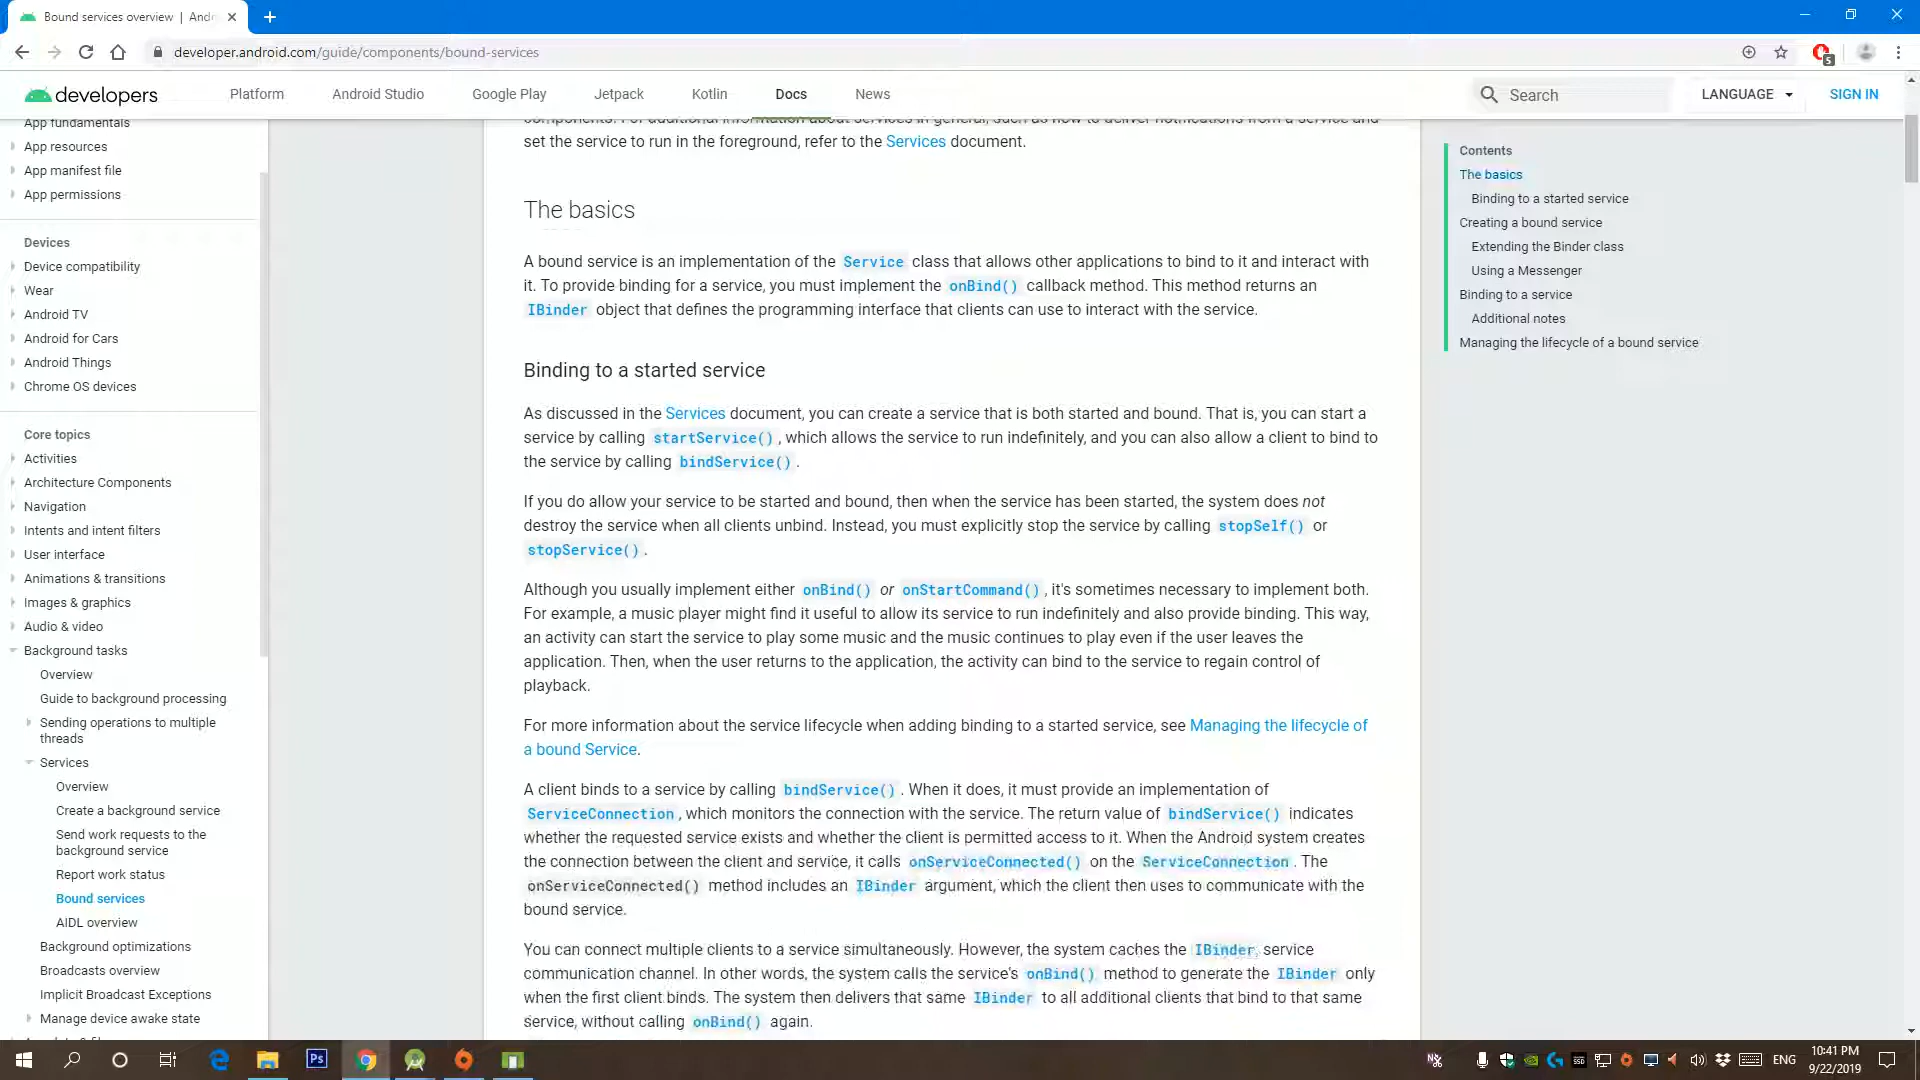 Bound services overview | Andr
developer.android.com/guide/components/bound-services
5
developers
Platform
Android Studio
Google Play
Jetpack
Kotlin
Docs
News
Search
LANGUAGE
SIGN IN
App fundamentals
App resources
App manifest file
App permissions
Devices
Device compatibility
Wear
Android TV
Android for Cars
Android Things
Chrome OS devices
Core topics
Activities
Architecture Components
Navigation
Intents and intent filters
User interface
Animations & transitions
Images & graphics
Audio & video
Background tasks
Overview
Guide to background processing
Sending operations to multiple
threads
Services
Overview
Create a background service
Send work requests to the
background service
Report work status
Bound services
AIDL overview
Background optimizations
Broadcasts overview
Implicit Broadcast Exceptions
Manage device awake state
components. For additional information about services in general, such as how to deliver notifications from a service and
set the service to run in the foreground, refer to the Services document.
The basics
A bound service is an implementation of the Service class that allows other applications to bind to it and interact with
it. To provide binding for a service, you must implement the onBind() callback method. This method returns an
IBinder object that defines the programming interface that clients can use to interact with the service.
Binding to a started service
As discussed in the Services document, you can create a service that is both started and bound. That is, you can start a
service by calling startService(), which allows the service to run indefinitely, and you can also allow a client to bind to
the service by calling bindService().
If you do allow your service to be started and bound, then when the service has been started, the system does not
destroy the service when all clients unbind. Instead, you must explicitly stop the service by calling stopSelf() or
stopService().
Although you usually implement either onBind() or onStartCommand(), it's sometimes necessary to implement both.
For example, a music player might find it useful to allow its service to run indefinitely and also provide binding. This way,
an activity can start the service to play some music and the music continues to play even if the user leaves the
application. Then, when the user returns to the application, the activity can bind to the service to regain control of
playback.
For more information about the service lifecycle when adding binding to a started service, see Managing the lifecycle of
a bound Service.
A client binds to a service by calling bindService(). When it does, it must provide an implementation of
ServiceConnection, which monitors the connection with the service. The return value of bindService() indicates
whether the requested service exists and whether the client is permitted access to it. When the Android system creates
the connection between the client and service, it calls onServiceConnected() on the ServiceConnection. The
onServiceConnected() method includes an IBinder argument, which the client then uses to communicate with the
bound service.
You can connect multiple clients to a service simultaneously. However, the system caches the IBinder service
communication channel. In other words, the system calls the service's onBind() method to generate the IBinder only
when the first client binds. The system then delivers that same IBinder to all additional clients that bind to that same
service, without calling onBind() again.
Contents
The basics
Binding to a started service
Creating a bound service
Extending the Binder class
Using a Messenger
Binding to a service
Additional notes
Managing the lifecycle of a bound service
Ps
ENG
10:41 PM
9/22/2019